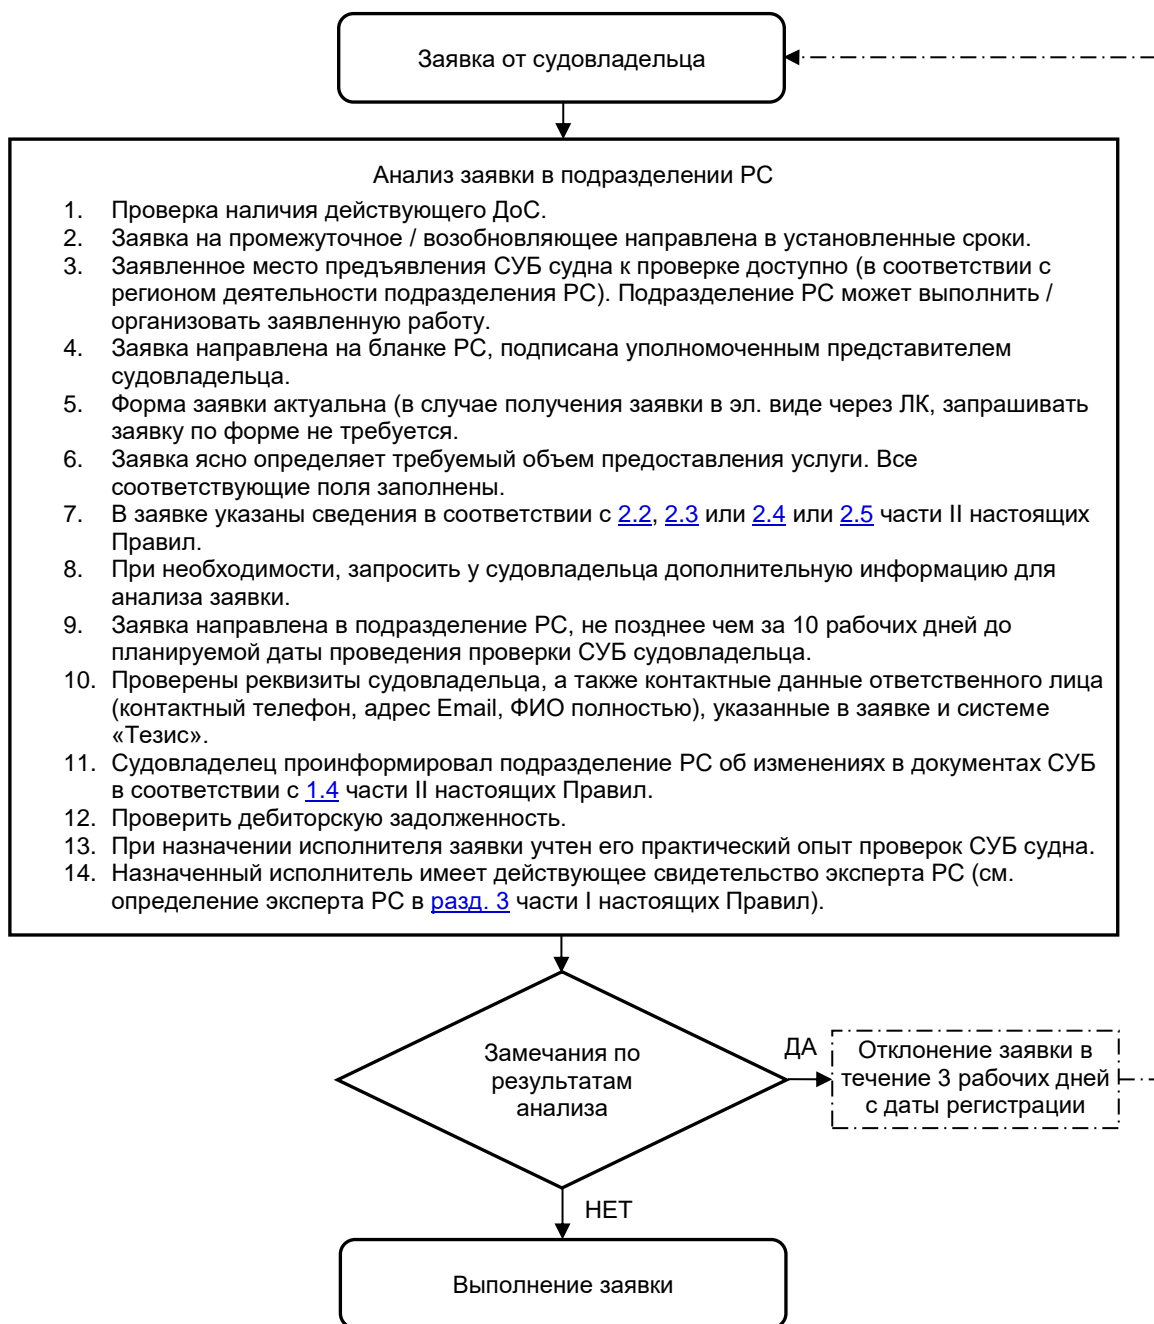 Заявка от судовладельца
Анализ заявки в подразделении РС
1. Проверка наличия действующего ДоС.
2. Заявка на промежуточное / возобновляющее направлена в установленные сроки.
3. Заявленное место предъявления СУБ судна к проверке доступно (в соответствии с
регионом деятельности подразделения РС). Подразделение РС может выполнить /
организовать заявленную работу.
4. Заявка направлена на бланке РС, подписана уполномоченным представителем
судовладельца.
5. Форма заявки актуальна (в случае получения заявки в эл. виде через ЛК, запрашивать
заявку по форме не требуется.
6. Заявка ясно определяет требуемый объем предоставления услуги. Все
соответствующие поля заполнены.
7. В заявке указаны сведения в соответствии с 2.2, 2.3 или 2.4 или 2.5 части II настоящих
Правил.
8. При необходимости, запросить у судовладельца дополнительную информацию для
анализа заявки.
9. Заявка направлена в подразделение РС, не позднее чем за 10 рабочих дней до
планируемой даты проведения проверки СУБ судовладельца.
10. Проверены реквизиты судовладельца, а также контактные данные ответственного лица
(контактный телефон, адрес Email, ФИО полностью), указанные в заявке и системе
«Тезис».
11. Судовладелец проинформировал подразделение РС об изменениях в документах СУБ
в соответствии с 1.4 части II настоящих Правил.
12. Проверить дебиторскую задолженность.
13. При назначении исполнителя заявки учтен его практический опыт проверок СУБ судна.
14. Назначенный исполнитель имеет действующее свидетельство эксперта РС (см.
определение эксперта РС в разд. 3 части I настоящих Правил).
Замечания по
результатам
анализа
ДА
Отклонение заявки в
течение 3 рабочих дней
с даты регистрации
НЕТ
Выполнение заявки